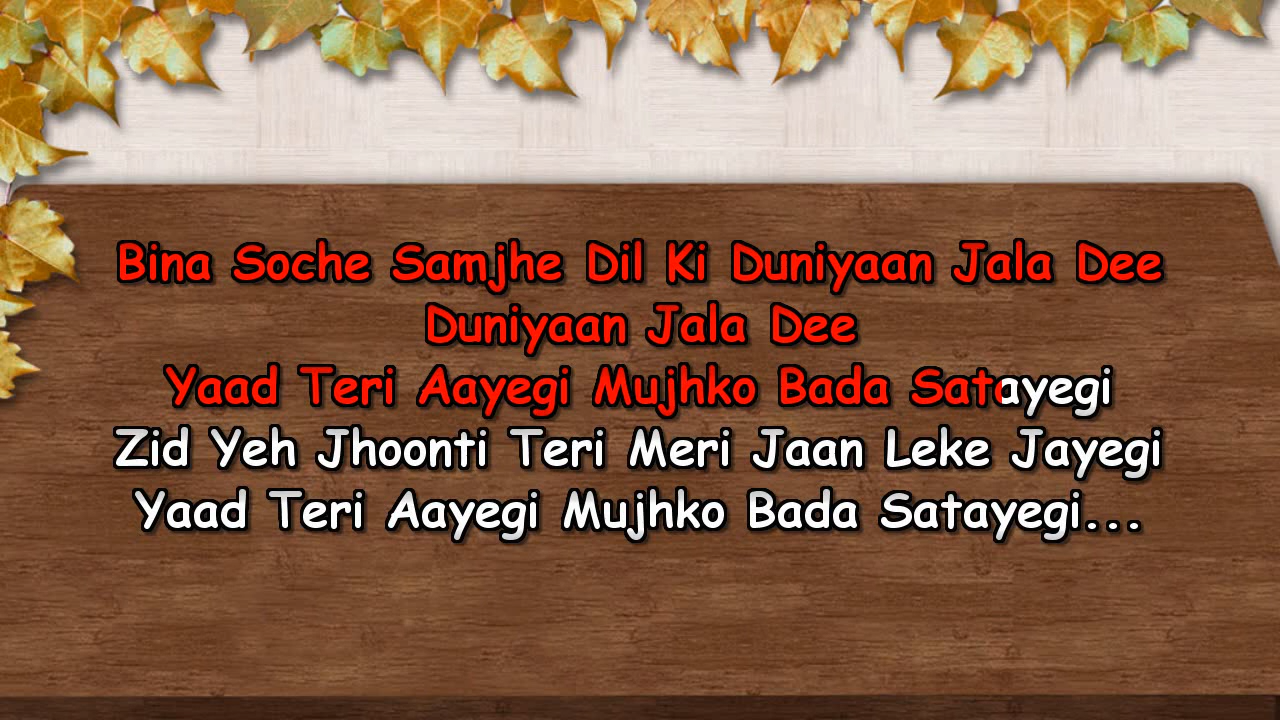 Bina Soche Samjhe Dil Ki Duniyaan Jala Dee
Duniyaan Jala Dee
Yaad Teri Aayegi Mujhko Bada Satayegi
Zid Yeh Jhoonti Teri Meri Jaan Leke Jayegi
Yaad Teri Aayegi Mujhko Bada Satayegi...